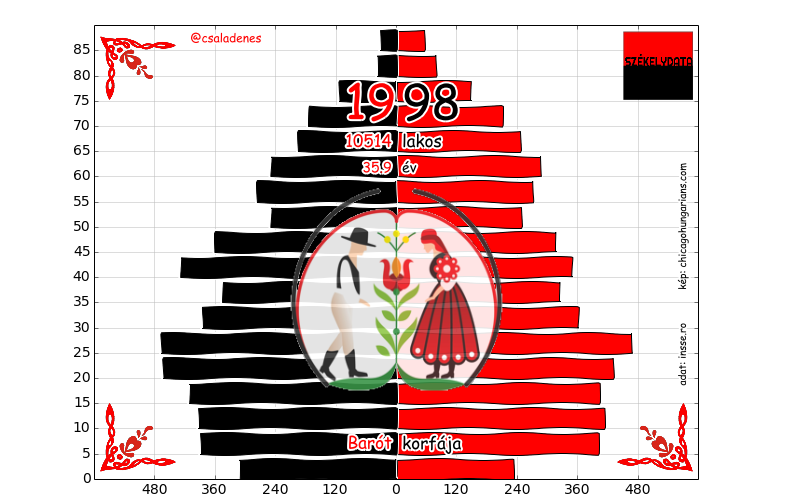 @csaladenes
SZÉKELYDATA
1998
10514 lakos
35.9 év
kép: chicagohungarians.com
adat: insse.ro
Barót korfája
85
80
75
70
65
60
55
50
45
40
35
30
25
20
15
10
5
0
480 360 240 120 0 120 240 360 480